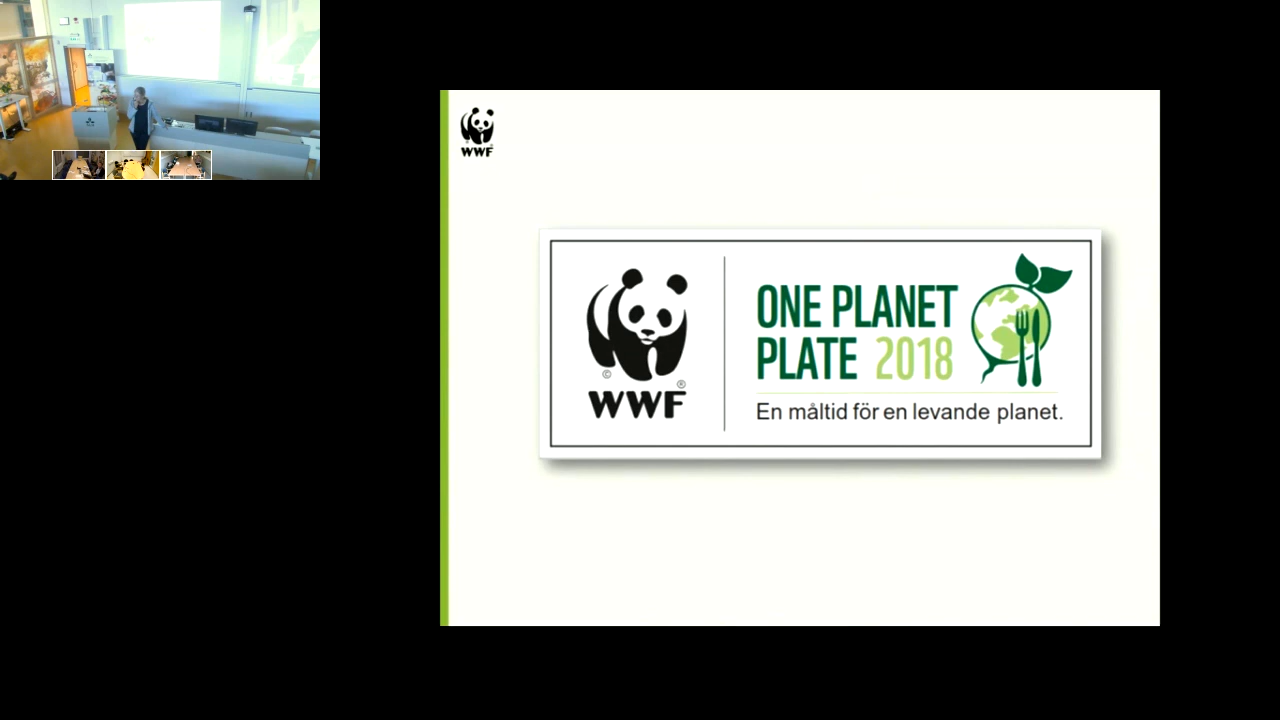 WWF
©
®
WWF
ONE PLANET
PLATE 2018
En måltid för en levande planet.